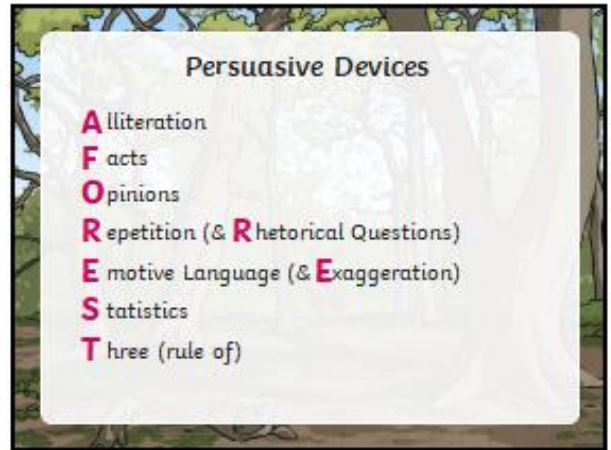 Persuasive Devices
Alliteration
Facts
Opinions
Repetition (& Rhetorical Questions)
Emotive Language (& Exaggeration)
Statistics
Three (rule of)